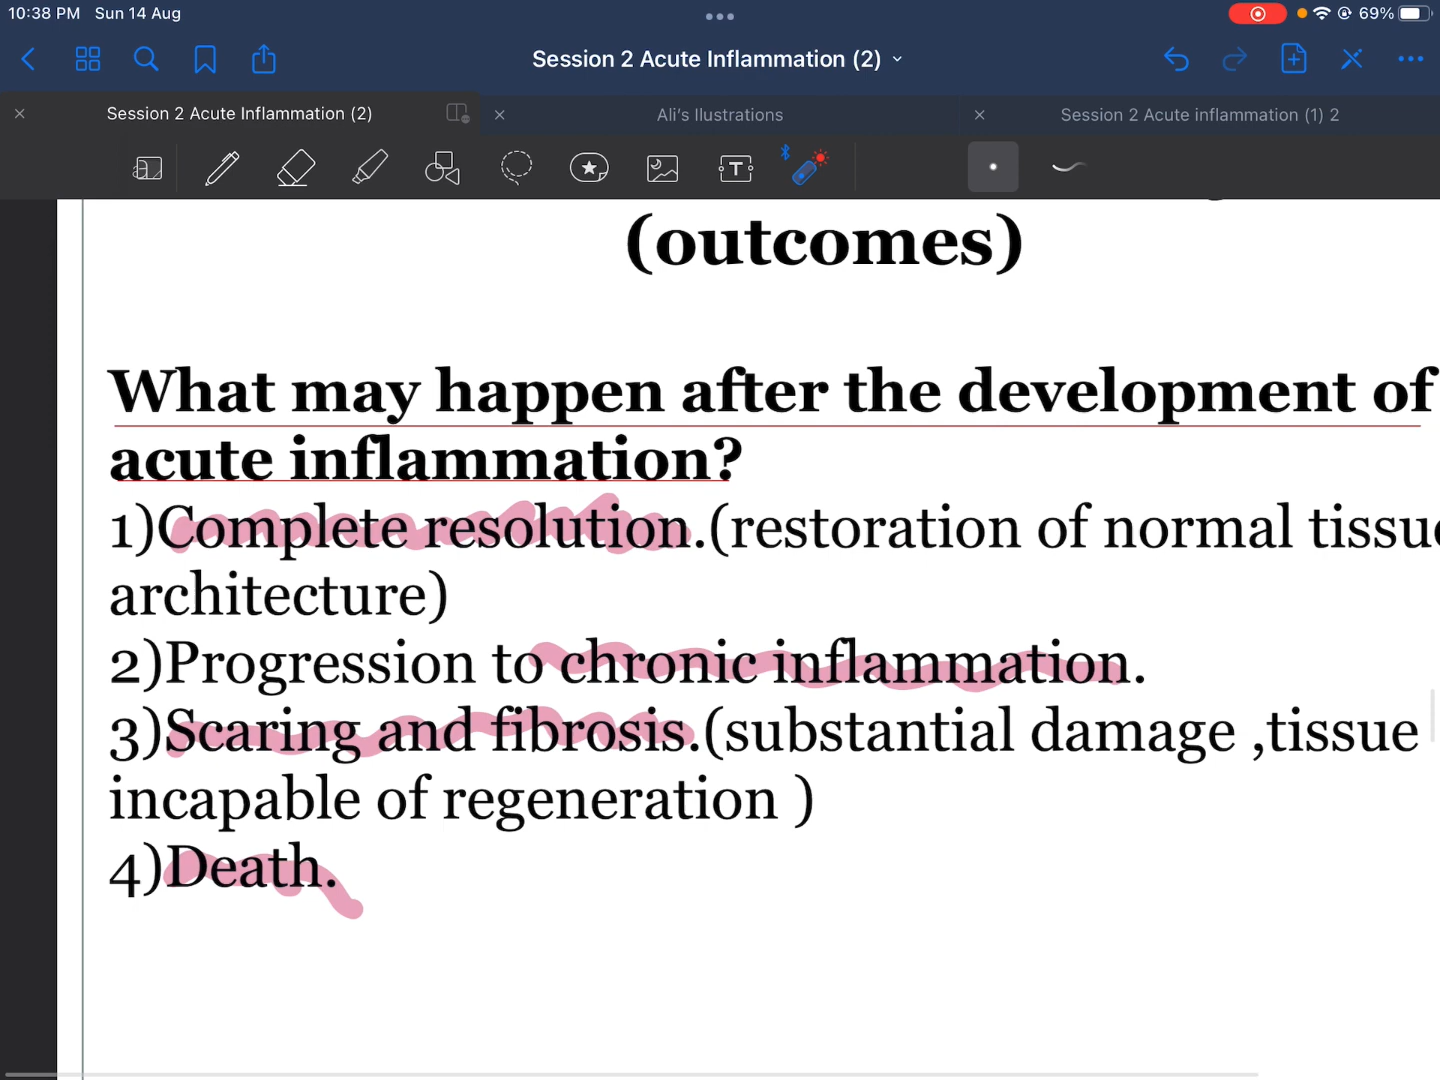 10:38 PM Sun 14 Aug
69%
Session 2 Acute Inflammation (2)
Session 2 Acute Inflammation (2)
Ali's Ilustrations
Session 2 Acute inflammation (1) 2
(outcomes)
What may happen after the development of
acute inflammation?
1)Complete resolution.(restoration of normal tissue
architecture)
2)Progression to chronic inflammation.
3)Scaring and fibrosis.(substantial damage ,tissue
incapable of regeneration )
4)Death.